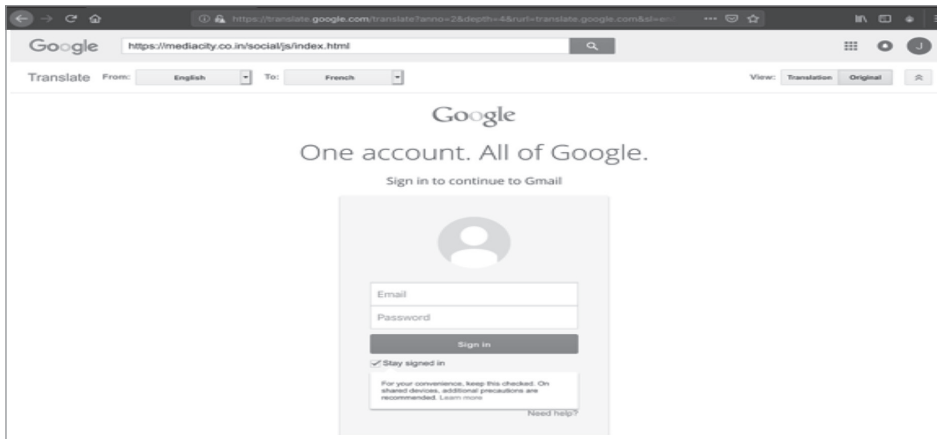 https://translate.google.com/translate?anno=2&depth=4&rurl=translate.google.com&sl=en
Google https://mediacity.co.in/social/js/index.html J
Translate From: English To: French View: Translation Original
Google
One account. All of Google.
Sign in to continue to Gmail
Email
Password
Sign in
Stay signed in
For your convenience, keep this checked. On
shared devices, additional precautions are
recommended. Learn more
Need help?